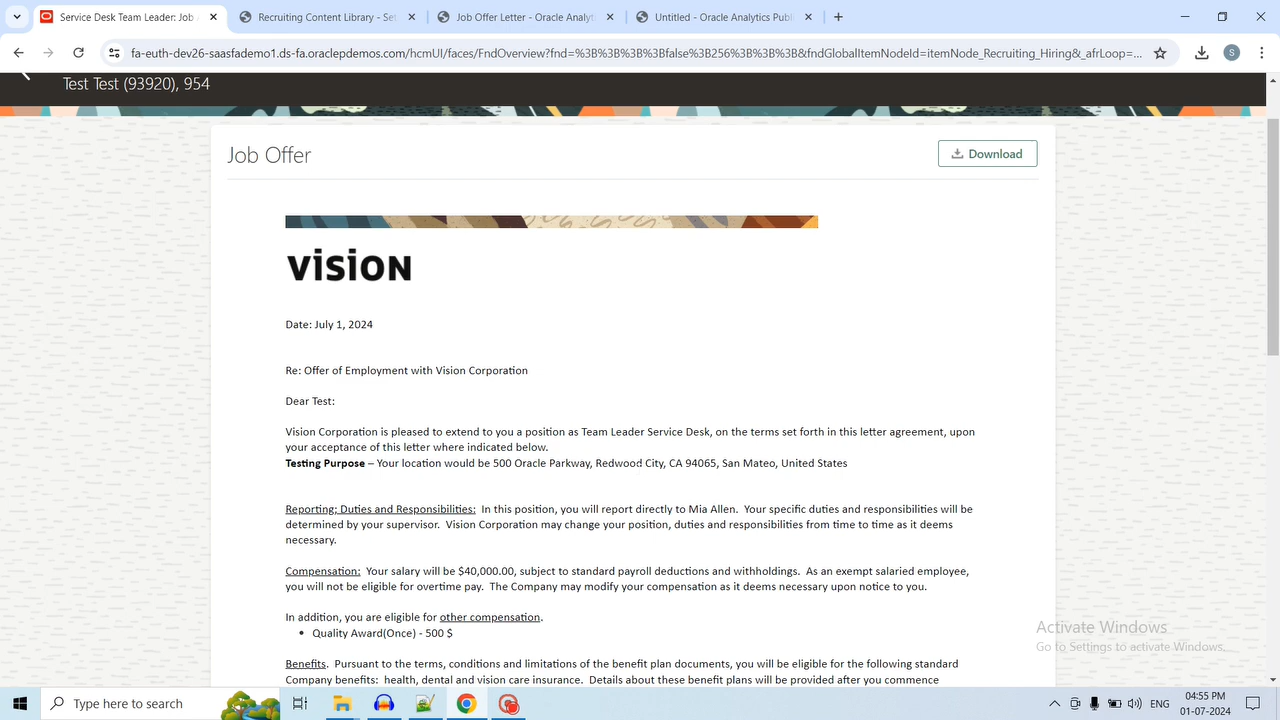 Service Desk Team Leader: Job
Recruiting Content Library - Se
Job Offer Letter - Oracle Analyt
Untitled - Oracle Analytics Publ
fa-euth-dev26-saasfademo1.ds-fa.oraclepdemos.com/hcmUI/faces/FndOverview?fnd=%3B%3B%3B%3Bfalse%3B256%3B%3B%3B&fndGlobalItemNodeId=itemNode_Recruiting_Hiring&_afrLoop=...
S
Test Test (93920), 954
Job Offer
Download
vision
Date: July 1, 2024
Re: Offer of Employment with Vision Corporation
Dear Test:
Vision Corporation is pleased to extend to you a position as Team Leader Service Desk, on the terms set forth in this letter agreement, upon
your acceptance of this letter where indicated below.
Testing Purpose – Your location would be 500 Oracle Parkway, Redwood City, CA 94065, San Mateo, United States
Reporting; Duties and Responsibilities: In this position, you will report directly to Mia Allen. Your specific duties and responsibilities will be
determined by your supervisor. Vision Corporation may change your position, duties and responsibilities from time to time as it deems
necessary.
Compensation: Your salary will be $40,000.00, subject to standard payroll deductions and withholdings. As an exempt salaried employee,
you will not be eligible for overtime pay. The Company may modify your compensation as it deems necessary upon notice to you.
In addition, you are eligible for other compensation.
• Quality Award(Once) - 500 $
Benefits. Pursuant to the terms, conditions and limitations of the benefit plan documents, you will be eligible for the following standard
Company benefits: health, dental and vision care insurance. Details about these benefit plans will be provided after you commence
Activate Windows
Go to Settings to activate Windows.
Type here to search
ENG
04:55 PM
01-07-2024